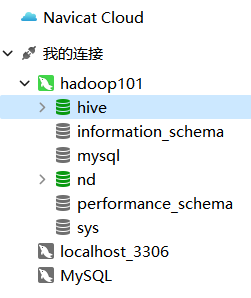 Navicat Cloud
我的连接
hadoop101
hive
information_schema
mysql
nd
performance_schema
sys
localhost_3306
MySQL